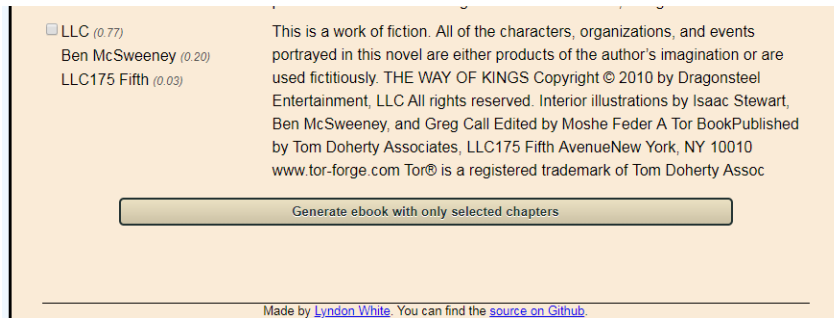 LLC (0.77)
Ben McSweeney (0.20)
LLC175 Fifth (0.03)
This is a work of fiction. All of the characters, organizations, and events
portrayed in this novel are either products of the author’s imagination or are
used fictitiously. THE WAY OF KINGS Copyright © 2010 by Dragonsteel
Entertainment, LLC All rights reserved. Interior illustrations by Isaac Stewart,
Ben McSweeney, and Greg Call Edited by Moshe Feder A Tor BookPublished
by Tom Doherty Associates, LLC175 Fifth AvenueNew York, NY 10010
www.tor-forge.com Tor® is a registered trademark of Tom Doherty Assoc
Generate ebook with only selected chapters
Made by Lyndon White. You can find the source on Github.